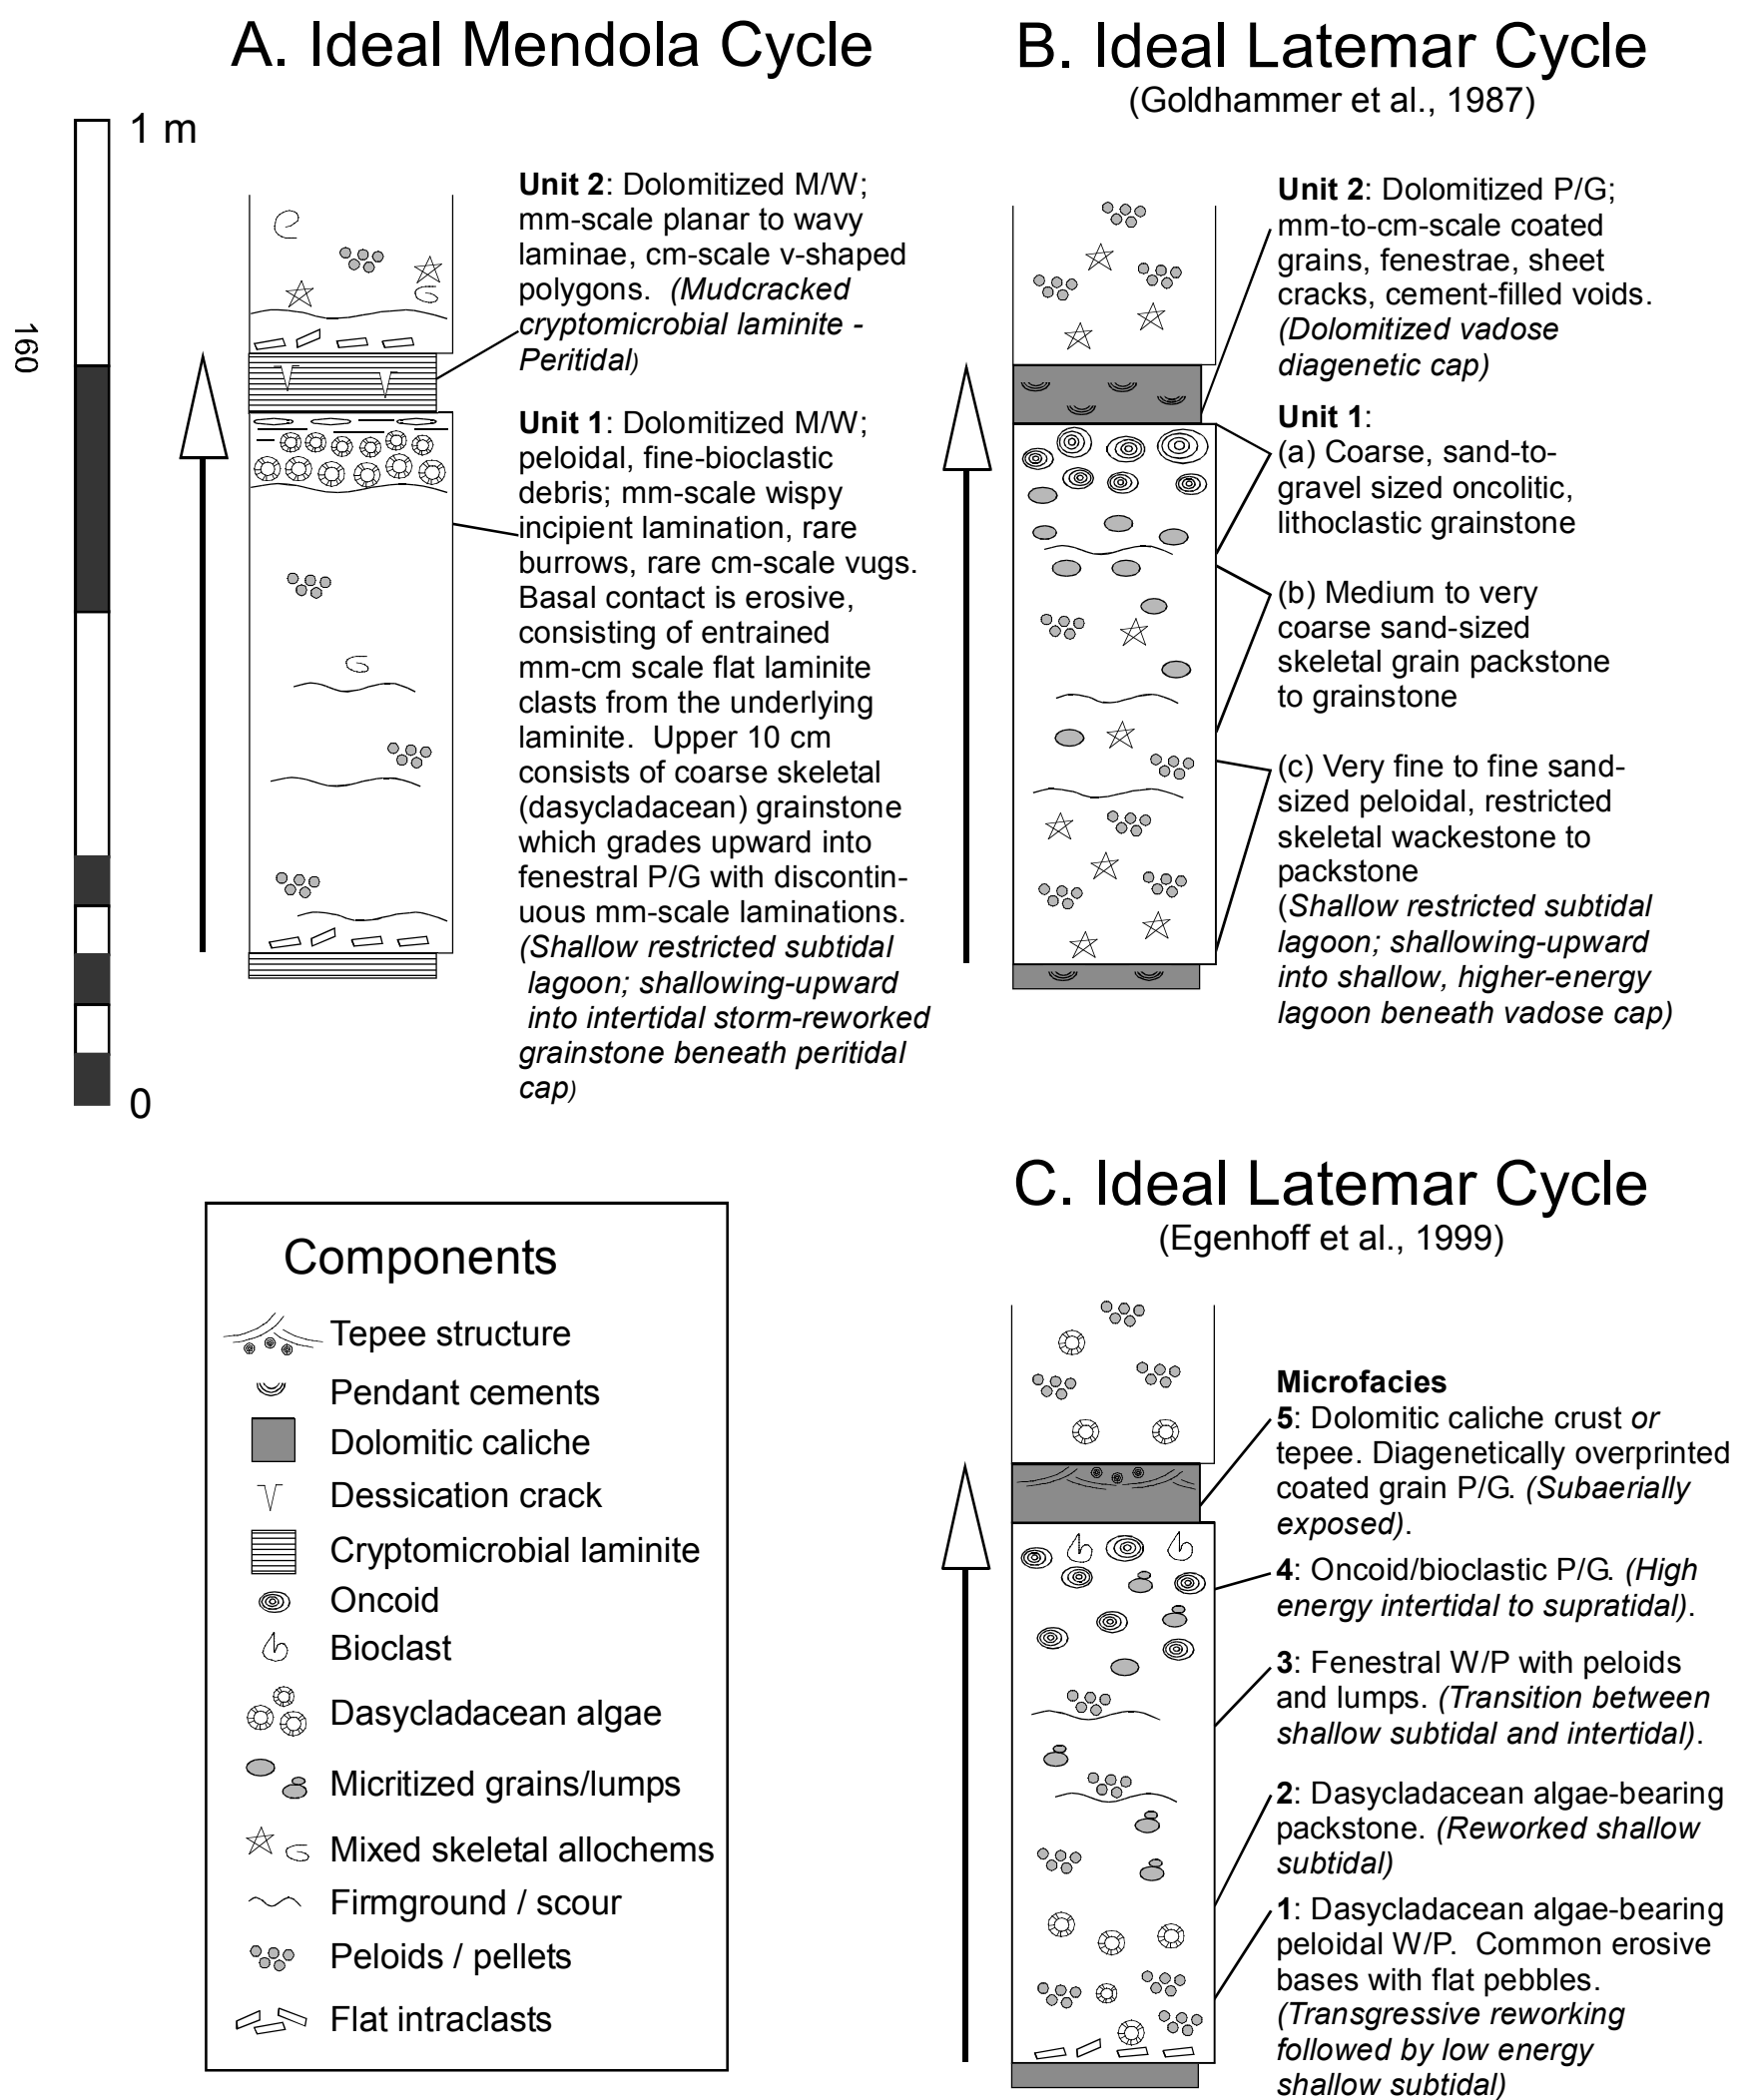 A. Ideal Mendola Cycle
1 m
160
0
Unit 2: Dolomitized M/W;
mm-scale planar to wavy
laminae, cm-scale v-shaped
polygons. (Mudcracked
cryptomicrobial laminite -
Peritidal)
Unit 1: Dolomitized M/W;
peloidal, fine-bioclastic
debris; mm-scale wispy
incipient lamination, rare
burrows, rare cm-scale vugs.
Basal contact is erosive,
consisting of entrained
mm-cm scale flat laminite
clasts from the underlying
laminite. Upper 10 cm
consists of coarse skeletal
(dasycladacean) grainstone
which grades upward into
fenestral P/G with discontin-
uous mm-scale laminations.
(Shallow restricted subtidal
lagoon; shallowing-upward
into intertidal storm-reworked
grainstone beneath peritidal
cap)
B. Ideal Latemar Cycle
(Goldhammer et al., 1987)
Unit 2: Dolomitized P/G;
mm-to-cm-scale coated
grains, fenestrae, sheet
cracks, cement-filled voids.
(Dolomitized vadose
diagenetic cap)
Unit 1:
(a) Coarse, sand-to-
gravel sized oncolitic,
lithoclastic grainstone
(b) Medium to very
coarse sand-sized
skeletal grain packstone
to grainstone
(c) Very fine to fine sand-
sized peloidal, restricted
skeletal wackestone to
packstone
(Shallow restricted subtidal
lagoon; shallowing-upward
into shallow, higher-energy
lagoon beneath vadose cap)
Components
Tepee structure
Pendant cements
Dolomitic caliche
Dessication crack
Cryptomicrobial laminite
Oncoid
Bioclast
Dasycladacean algae
Micritized grains/lumps
Mixed skeletal allochems
Firmground / scour
Peloids / pellets
Flat intraclasts
C. Ideal Latemar Cycle
(Egenhoff et al., 1999)
Microfacies
5: Dolomitic caliche crust or
tepee. Diagenetically overprinted
coated grain P/G. (Subaerially
exposed).
4: Oncoid/bioclastic P/G. (High
energy intertidal to supratidal).
3: Fenestral W/P with peloids
and lumps. (Transition between
shallow subtidal and intertidal).
2: Dasycladacean algae-bearing
packstone. (Reworked shallow
subtidal)
1: Dasycladacean algae-bearing
peloidal W/P. Common erosive
bases with flat pebbles.
(Transgressive reworking
followed by low energy
shallow subtidal)